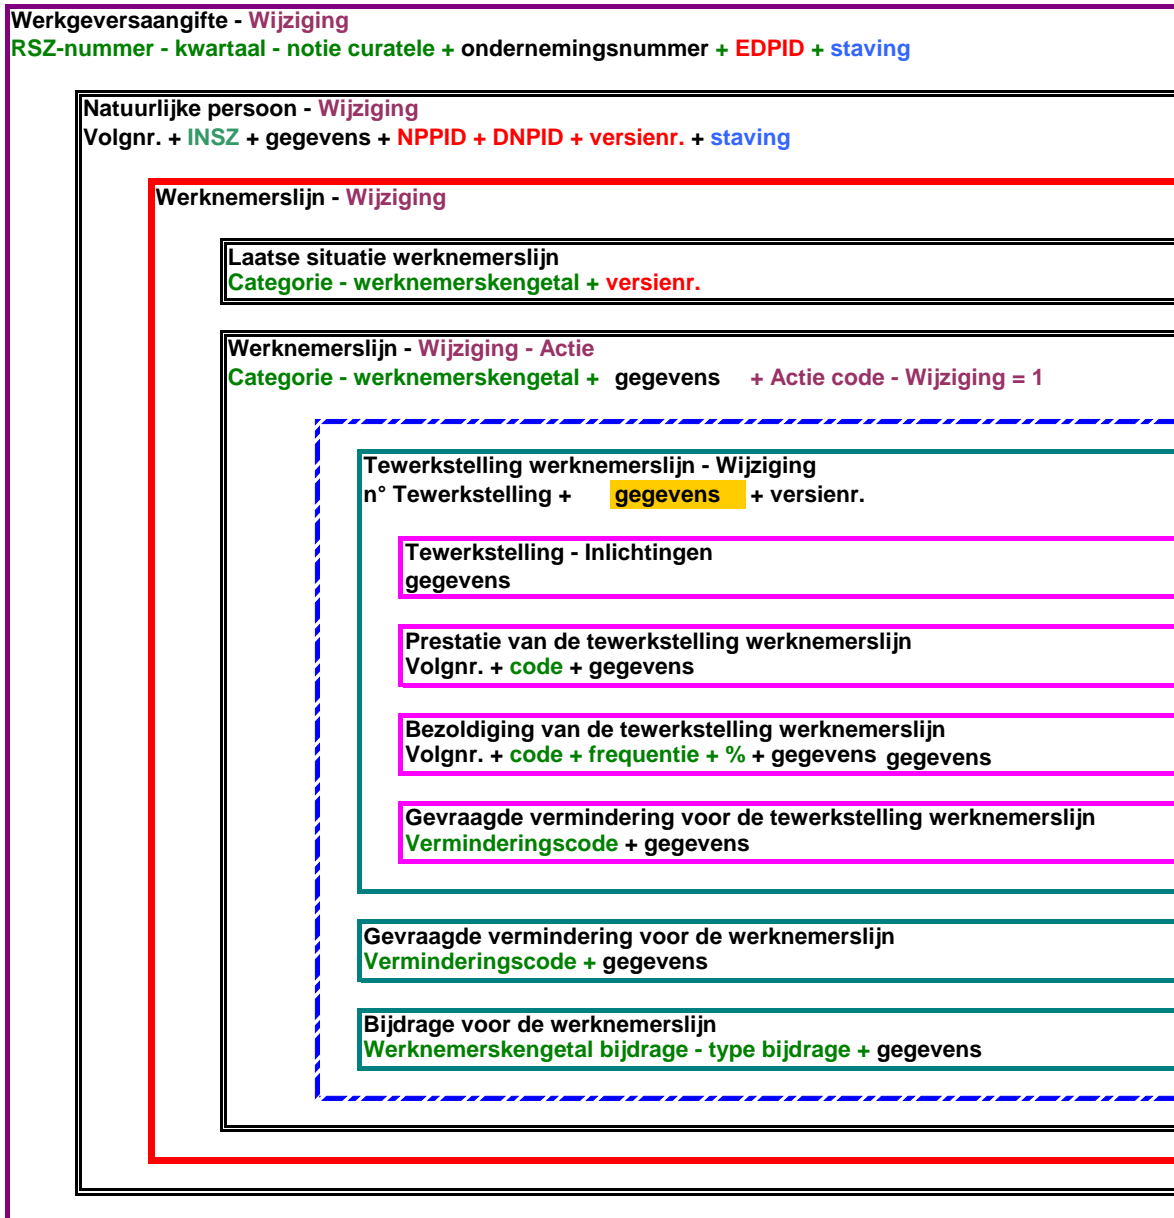 Werkgeversaangifte - Wijziging
RSZ-nummer - kwartaal - notie curatele + ondernemingsnummer + EDPID + staving
Natuurlijke persoon - Wijziging
Volgnr. + INSZ + gegevens + NPPID + DNPID + versienr. + staving
Werknemerslijn - Wijziging
Laatse situatie werknemerslijn
Categorie - werknemerskengetal + versienr.
Werknemerslijn - Wijziging - Actie
Categorie - werknemerskengetal + gegevens + Actie code - Wijziging = 1
Tewerkstelling werknemerslijn - Wijziging
n° Tewerkstelling + gegevens + versienr.
Tewerkstelling - Inlichtingen
gegevens
Prestatie van de tewerkstelling werknemerslijn
Volgnr. + code + gegevens
Bezoldiging van de tewerkstelling werknemerslijn
Volgnr. + code + frequentie + % + gegevens gegevens
Gevraagde vermindering voor de tewerkstelling werknemerslijn
Verminderingscode + gegevens
Gevraagde vermindering voor de werknemerslijn
Verminderingscode + gegevens
Bijdrage voor de werknemerslijn
Werknemerskengetal bijdrage - type bijdrage + gegevens